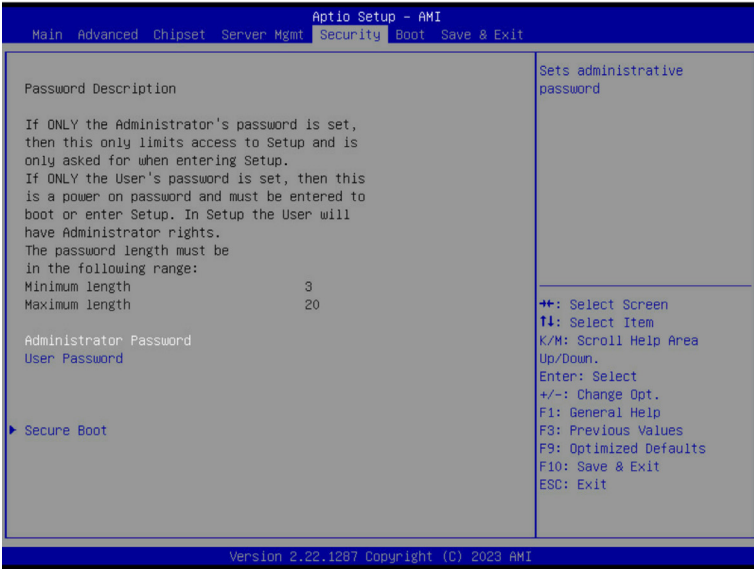 Aptio Setup – AMI
Main Advanced Chipset Server Mgmt Security Boot Save & Exit
Password Description
If ONLY the Administrator's password is set,
then this only limits access to Setup and is
only asked for when entering Setup.
If ONLY the User's password is set, then this
is a power on password and must be entered to
boot or enter Setup. In Setup the User will
have Administrator rights.
The password length must be
in the following range:
Minimum length 3
Maximum length 20
Administrator Password
User Password
Secure Boot
Sets administrative
password
→←: Select Screen
↑↓: Select Item
K/M: Scroll Help Area
Up/Down.
Enter: Select
+/-: Change Opt.
F1: General Help
F3: Previous Values
F9: Optimized Defaults
F10: Save & Exit
ESC: Exit
Version 2.22.1287 Copyright (C) 2023 AMI